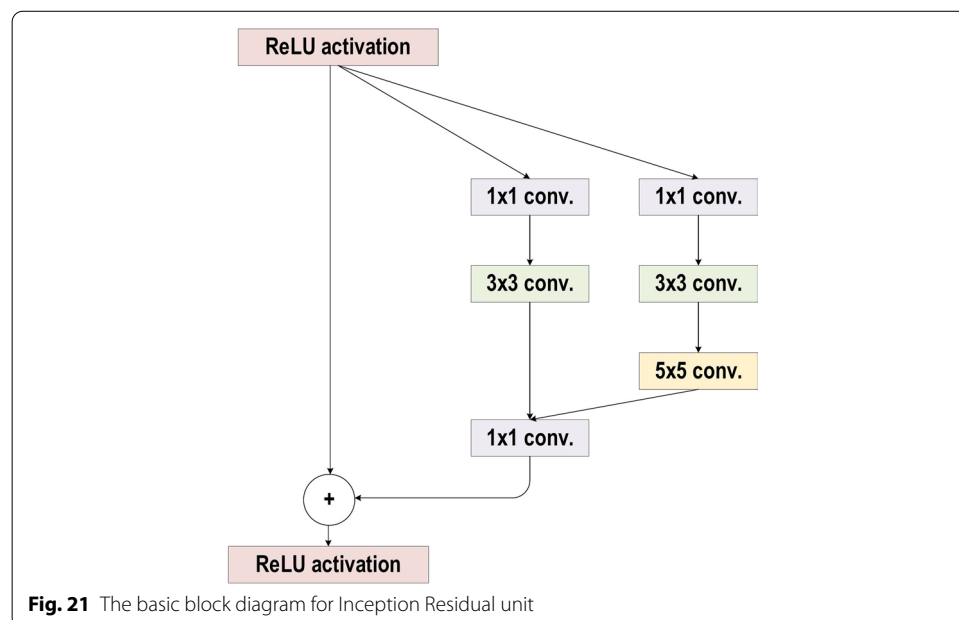 ReLU activation
1x1 conv.
1x1 conv.
3x3 conv.
3x3 conv.
5x5 conv.
1x1 conv.
+
ReLU activation
Fig. 21 The basic block diagram for Inception Residual unit